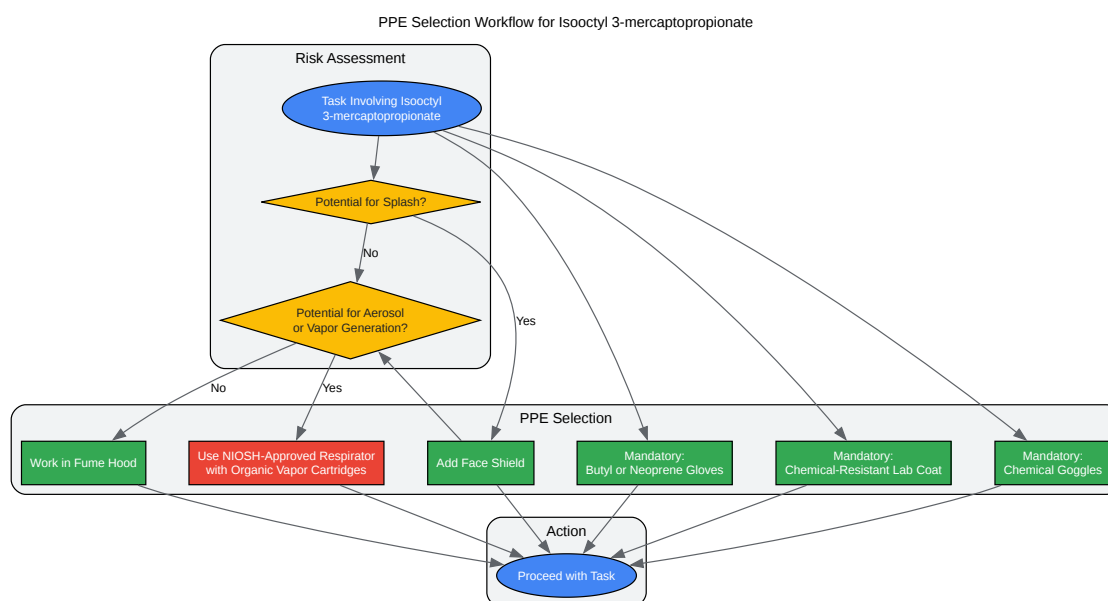 PPE Selection Workflow for Isooctyl 3-mercaptopropionate
Risk Assessment
Task Involving Isooctyl
3-mercaptopropionate
Potential for Splash?
No
Potential for Aerosol
or Vapor Generation?
Yes
No
Yes
PPE Selection
Work in Fume Hood
Use NIOSH-Approved Respirator
with Organic Vapor Cartridges
Add Face Shield
Mandatory:
Butyl or Neoprene Gloves
Mandatory:
Chemical-Resistant Lab Coat
Mandatory:
Chemical Goggles
Action
Proceed with Task